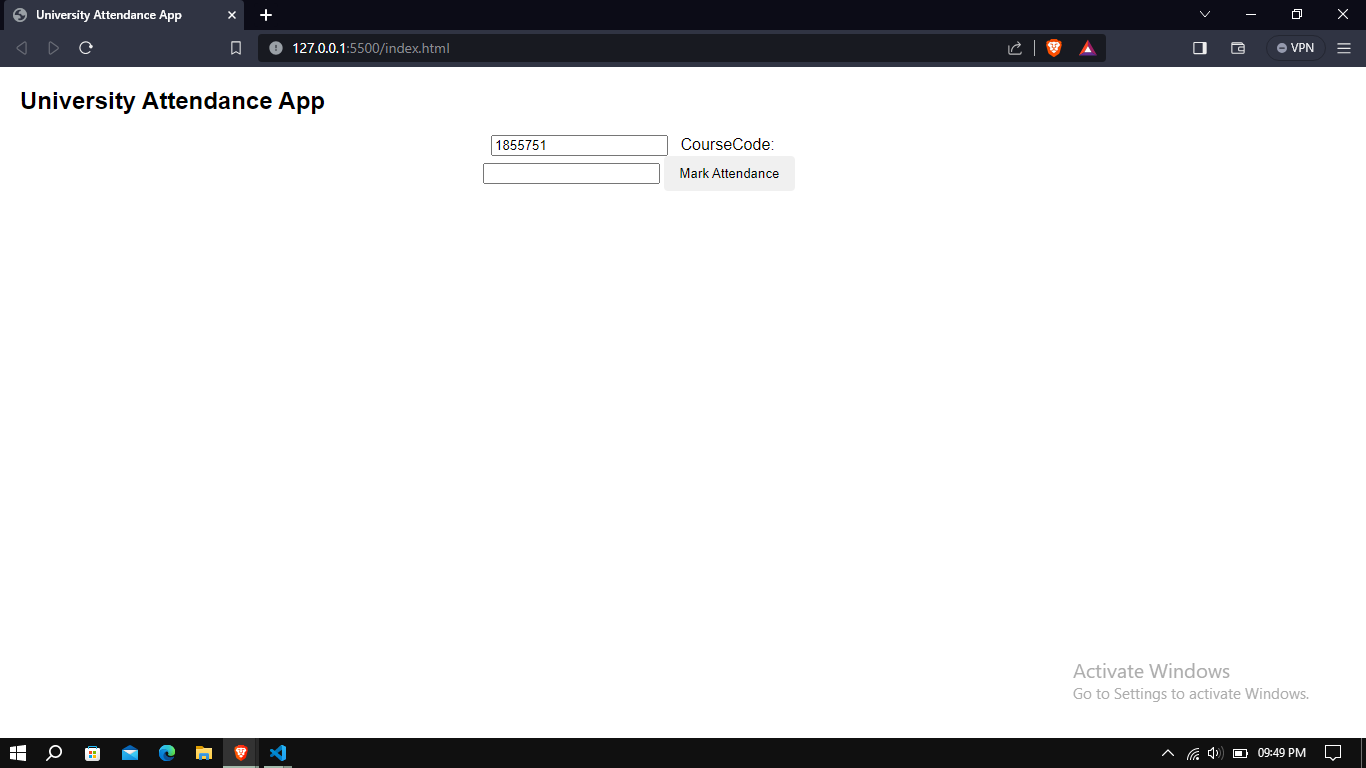 University Attendance App
127.0.0.1:5500/index.html
VPN
University Attendance App
1855751 CourseCode:
Mark Attendance
Activate Windows
Go to Settings to activate Windows.
09:49 PM